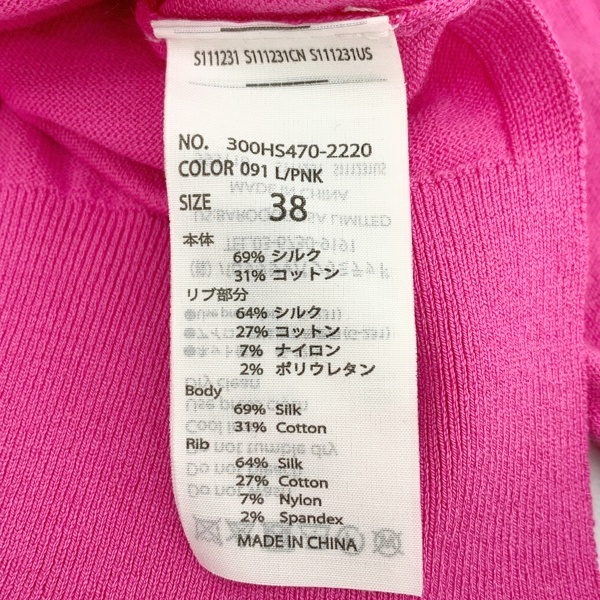 S111231 S111231CN S111231US
NO. 300HS470-2220
COLOR 091 L/PNK
SIZE 38
本体
69% シルク
31% コットン
リブ部分
64% シルク
27% コットン
7% ナイロン
2% ポリウレタン
Body
69% Silk
31% Cotton
Rib
64% Silk
27% Cotton
7% Nylon
2% Spandex
MADE IN CHINA